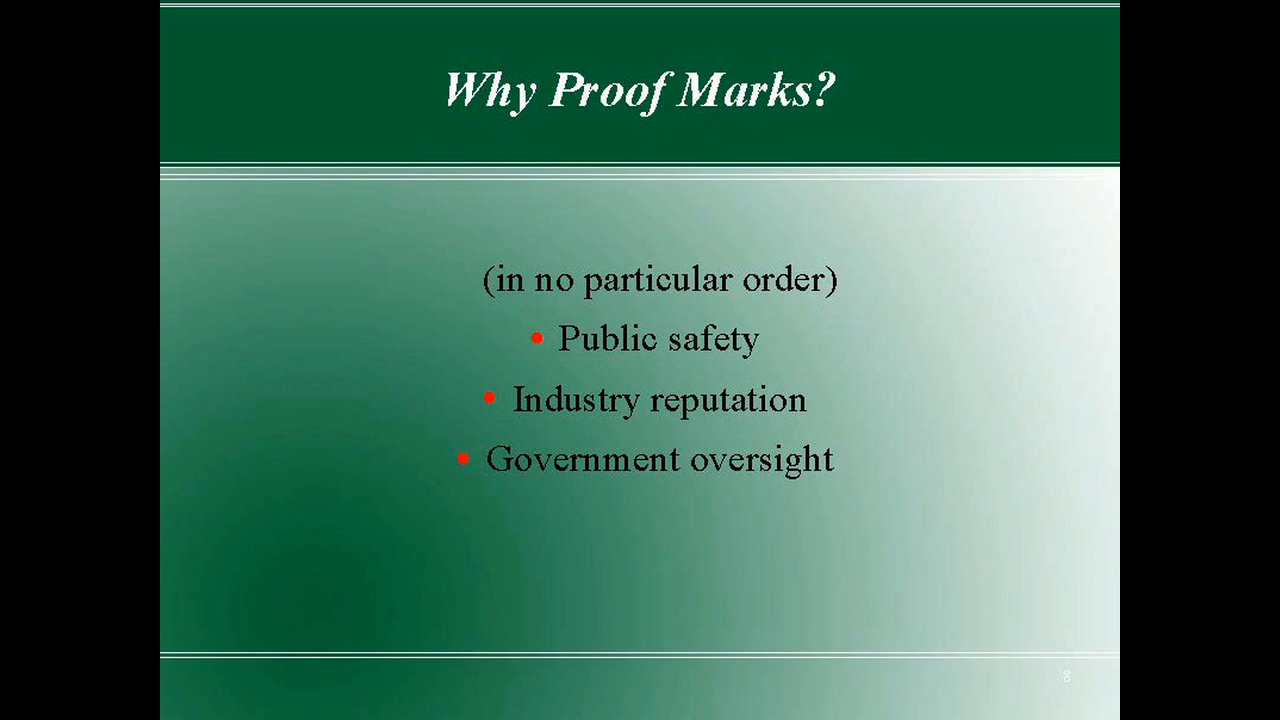 Why Proof Marks?
(in no particular order)
• Public safety
• Industry reputation
• Government oversight
8